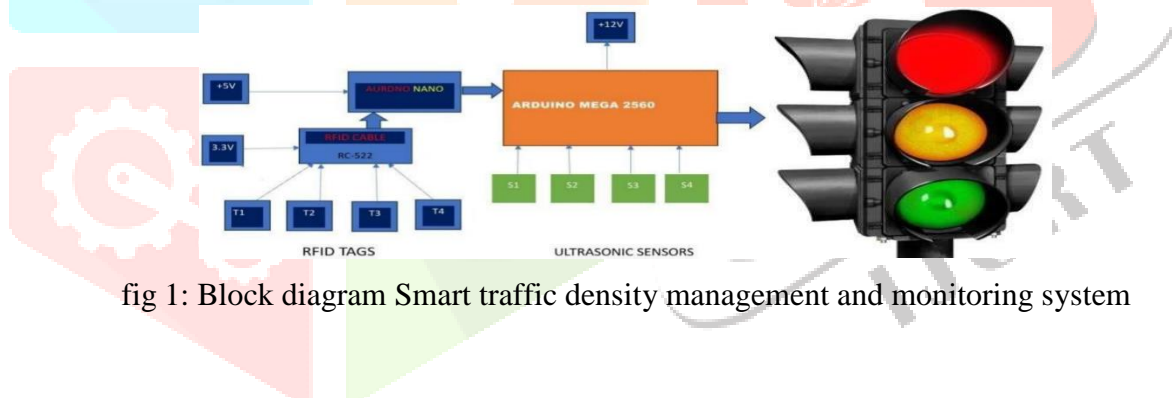 +12V
+5V
AURDNO NANO
ARDUINO MEGA 2560
RFID CABLE
3.3V
RC-522
S1 S2 S3 S4
T1 T2 T3 T4
RFID TAGS
ULTRASONIC SENSORS
fig 1: Block diagram Smart traffic density management and monitoring system